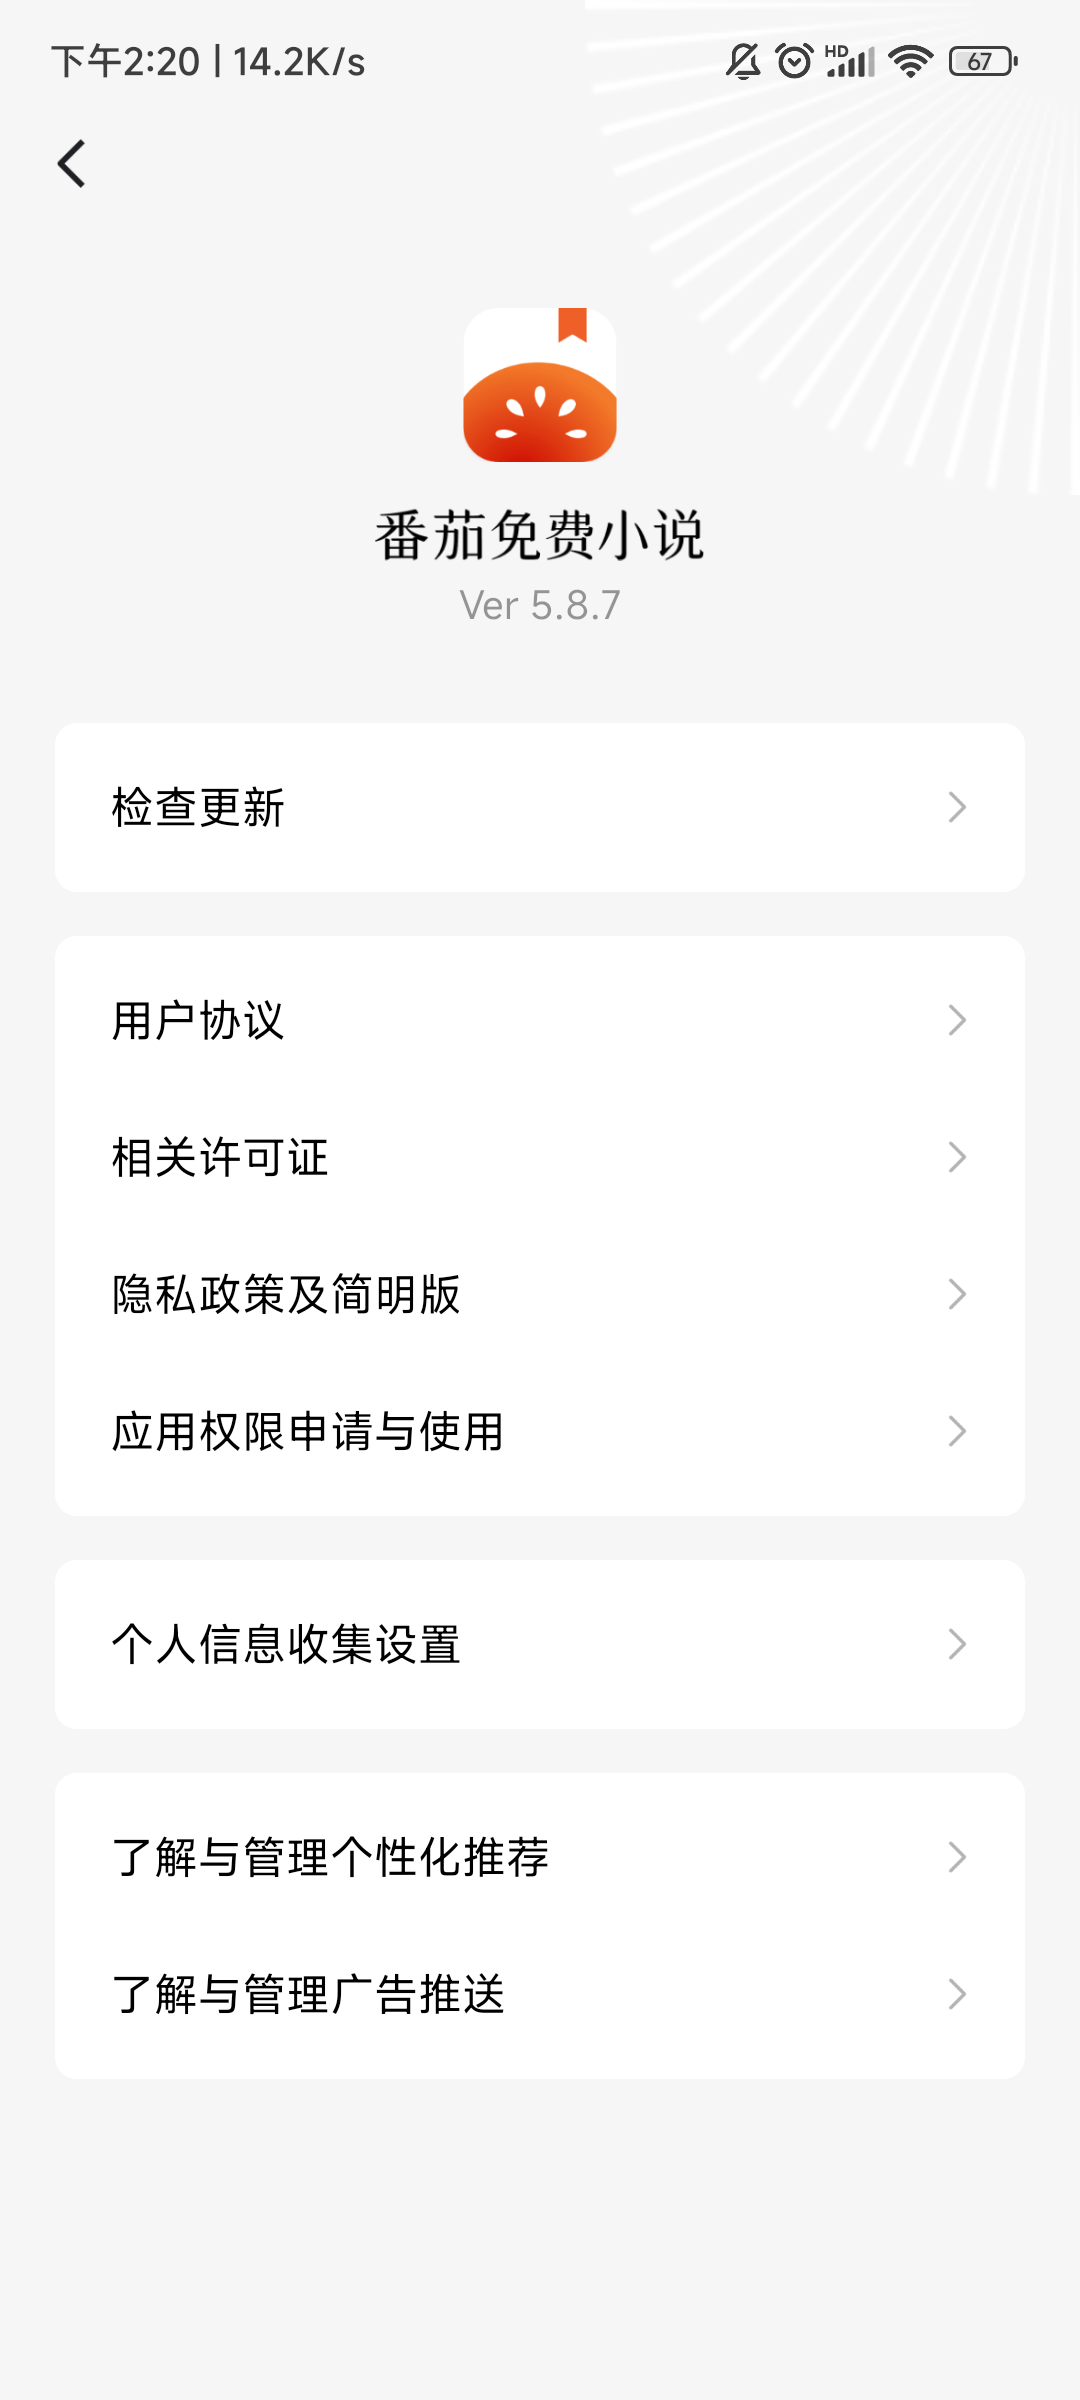 下午2:20 | 14.2K/s
HD
67
番茄免费小说
Ver 5.8.7
检查更新
用户协议
相关许可证
隐私政策及简明版
应用权限申请与使用
个人信息收集设置
了解与管理个性化推荐
了解与管理广告推送